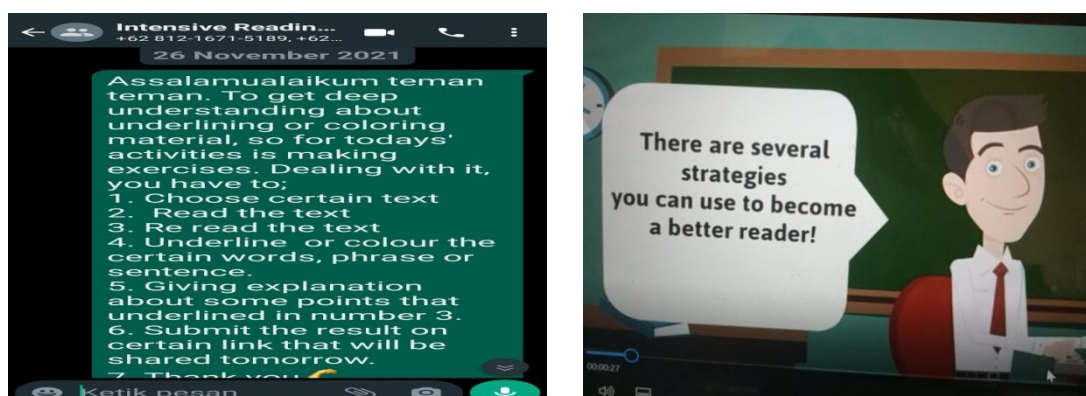 Intensive Readin...
+62 812-1671-5189, +62...
26 November 2021
Assalamualaikum teman
teman. To get deep
understanding about
underlining or coloring
material, so for todays'
activities is making
exercises. Dealing with it,
you have to;
1. Choose certain text
2. Read the text
3. Re read the text
4. Underline or colour the
certain words, phrase or
sentence.
5. Giving explanation
about some points that
underlined in number 3.
6. Submit the result on
certain link that will be
shared tomorrow.
7. Thank you
Ketik pesan
There are several
strategies
you can use to become
a better reader!
00:00:27